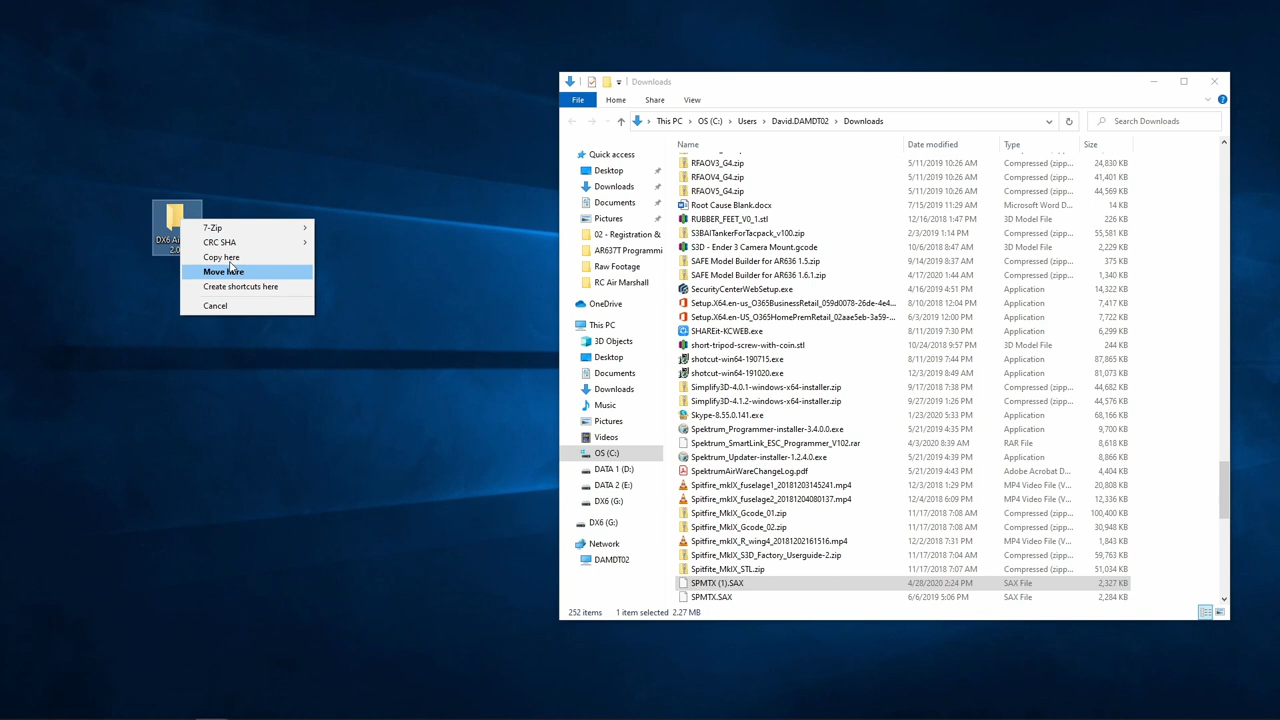 DX6 Ai
2.0
7-Zip
CRC SHA
Copy here
Move here
Create shortcuts here
Cancel
Downloads
File Home Share View
This PC > OS (C:) > Users > David.DAMDT02 > Downloads
Search Downloads
Quick access
Desktop
Downloads
Documents
Pictures
02 - Registration &
AR637T Programmi
Raw Footage
RC Air Marshall
OneDrive
This PC
3D Objects
Desktop
Documents
Downloads
Music
Pictures
Videos
OS (C:)
DATA 1 (D:)
DATA 2 (E:)
DX6 (G:)
DX6 (G:)
Network
DAMDT02
Name Date modified Type Size
RFAOV3_G4.zip 5/11/2019 10:26 AM Compressed (zipp... 24,830 KB
RFAOV4_G4.zip 5/11/2019 10:26 AM Compressed (zipp... 41,401 KB
RFAOV5_G4.zip 5/11/2019 10:26 AM Compressed (zipp... 44,569 KB
Root Cause Blank.docx 7/15/2019 11:29 AM Microsoft Word D... 14 KB
RUBBER_FEET_V0_1.stl 12/16/2018 1:47 PM 3D Model File 226 KB
S3BAITankerForTacpack_v100.zip 2/3/2019 1:14 PM Compressed (zipp... 13,640 KB
S3D - Ender 3 Camera Mount.gcode 10/6/2018 8:47 AM 3D Model File 2,229 KB
SAFE Model Builder for AR636 1.5.zip 9/14/2019 8:37 AM Compressed (zipp... 244 KB
SAFE Model Builder for AR636 1.6.1.zip 4/17/2020 1:44 AM Compressed (zipp... 230 KB
SecurityCenterWebSetup.exe 4/16/2019 4:51 PM Application 14,322 KB
Setup.X64.en-us_O365BusinessRetail_059d0078-26de-4e4... 8/10/2018 12:04 PM Application 7,417 KB
Setup.X64.en-US_O365HomePremRetail_02aae5eb-3a59-... 6/3/2019 12:00 PM Application 7,722 KB
SHAREit-KCWEB.exe 8/11/2019 7:30 PM Application 6,299 KB
short-tripod-screw-with-coin.stl 10/24/2018 9:57 PM 3D Model File 244 KB
shotcut-win64-190715.exe 8/11/2019 7:44 PM Application 87,865 KB
shotcut-win64-191020.exe 12/3/2019 8:49 AM Application 81,073 KB
Simplify3D-4.0.1-windows-x64-installer.zip 9/17/2018 7:38 PM Compressed (zipp... 44,682 KB
Simplify3D-4.1.2-windows-x64-installer.zip 9/27/2019 1:26 PM Compressed (zipp... 44,576 KB
Skype-8.55.0.141.exe 1/23/2020 5:33 PM Application 68,166 KB
Spektrum_Programmer-installer-3.4.0.0.exe 5/21/2019 4:35 PM Application 9,977 KB
Spektrum_SmartLink_ESC_Programmer_V102.rar 4/3/2020 8:39 AM RAR File 8,618 KB
Spektrum_Updater-installer-1.2.4.0.exe 5/21/2019 4:39 PM Application 8,866 KB
SpektrumAirWareChangeLog.pdf 5/21/2019 4:43 PM Adobe Acrobat D... 4,404 KB
Spitfire_mkIX_fuselage1_20181203145241.mp4 12/3/2018 1:29 PM MP4 Video File (V... 20,808 KB
Spitfire_mkIX_fuselage2_20181204080137.mp4 12/4/2018 6:09 PM MP4 Video File (V... 12,336 KB
Spitfire_MkIX_Gcode_01.zip 11/17/2018 7:08 AM Compressed (zipp... 100,400 KB
Spitfire_MkIX_Gcode_02.zip 11/17/2018 7:08 AM Compressed (zipp... 30,948 KB
Spitfire_mkIX_R_wing4_20181202161516.mp4 12/2/2018 7:31 PM MP4 Video File (V... 1,843 KB
Spitfire_MkIX_S3D_Factory_Userguide-2.zip 11/17/2018 7:04 AM Compressed (zipp... 59,763 KB
Spitfite_MkIX_STL.zip 11/17/2018 7:07 AM Compressed (zipp... 51,034 KB
SPMTX (1).SAX 4/28/2020 2:24 PM SAX File 2,327 KB
SPMTX.SAX 6/6/2019 5:06 PM SAX File 2,284 KB
252 items 1 item selected 2.27 MB